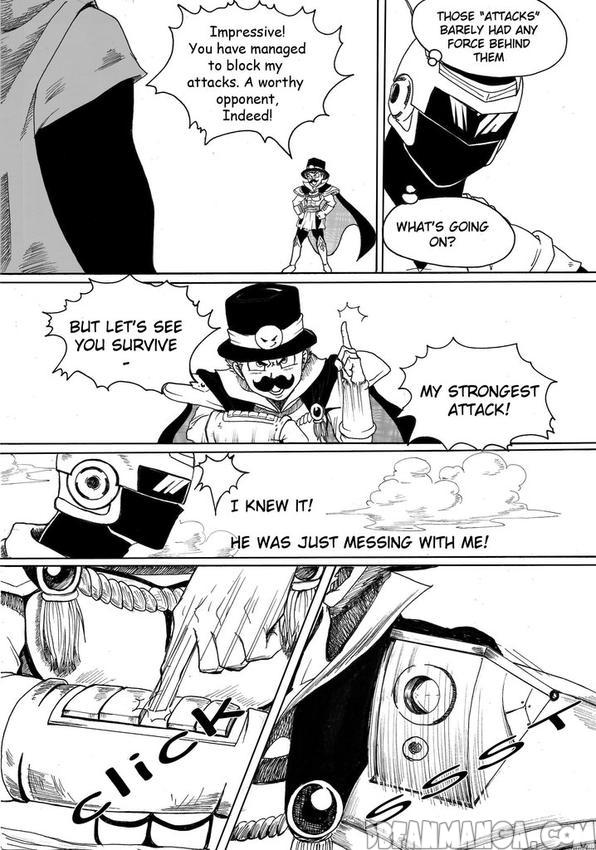 Impressive!
You have managed
to block my
attacks. A worthy
opponent,
Indeed!
THOSE "ATTACKS"
BARELY HAD ANY
FORCE BEHIND
THEM
WHAT'S GOING
ON?
BUT LET'S SEE
YOU SURVIVE
-
MY STRONGEST
ATTACK!
I KNEW IT!
HE WAS JUST MESSING WITH ME!
click
SSST
IDEANMANGA.COM